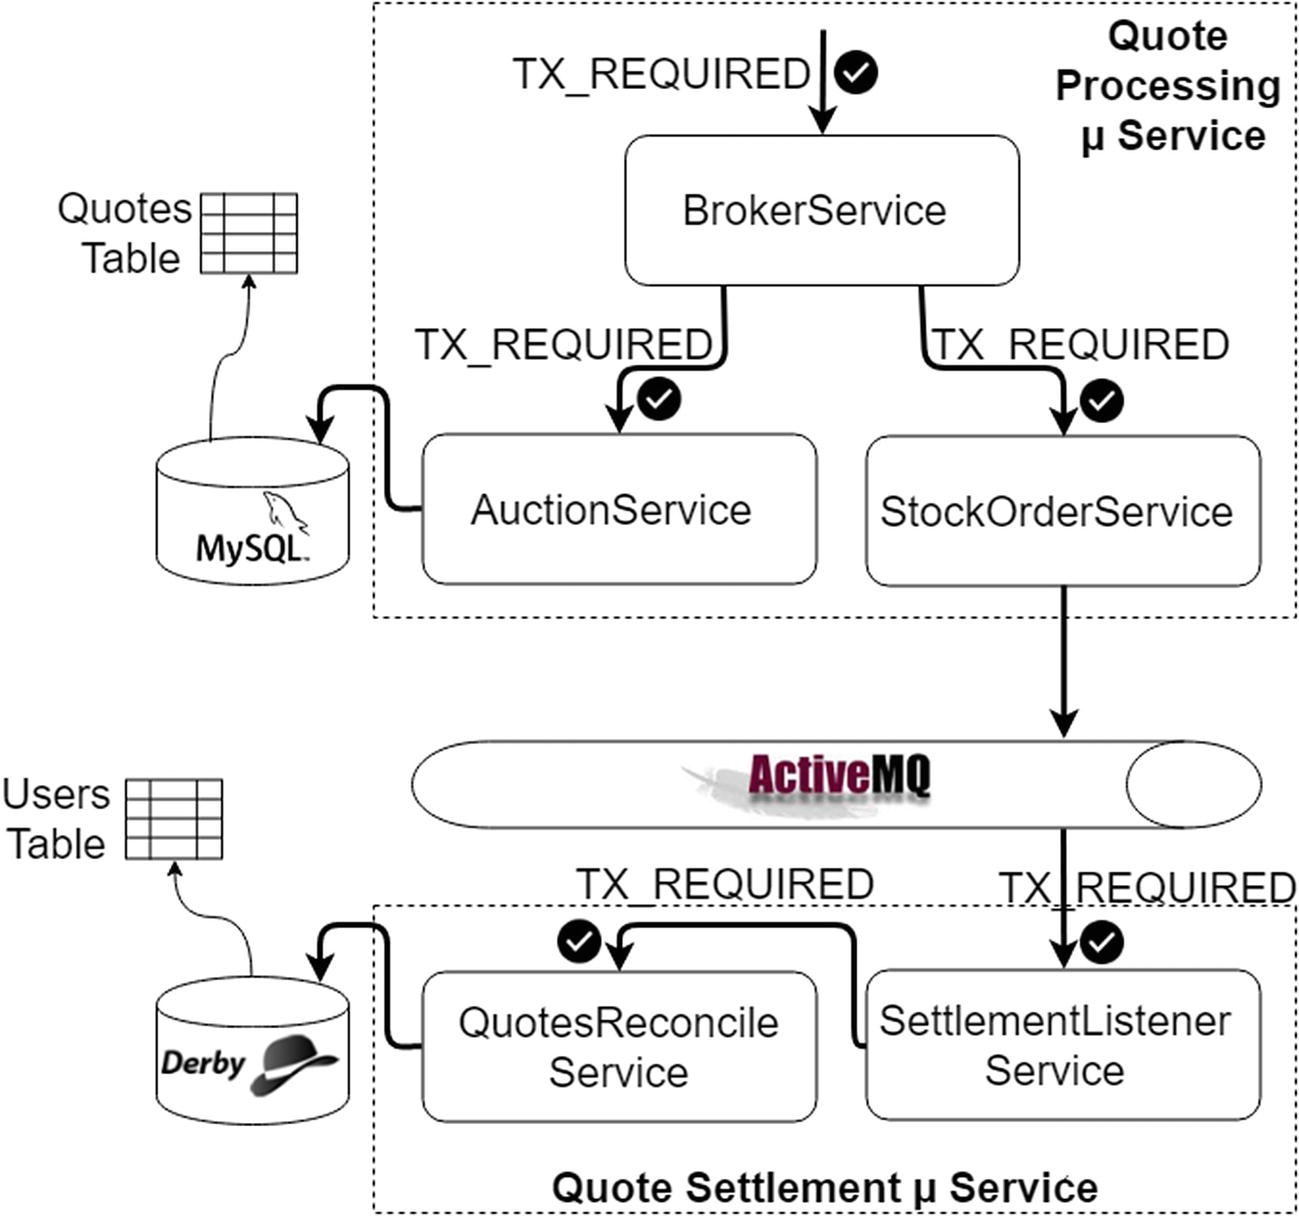 TX_REQUIRED
Quote
Processing
µ Service
BrokerService
Quotes
Table
TX_REQUIRED
TX_REQUIRED
AuctionService
StockOrderService
MySQL™
ActiveMQ
Users
Table
TX_REQUIRED
TX_REQUIRED
QuotesReconcile
Service
SettlementListener
Service
Derby
Quote Settlement µ Service